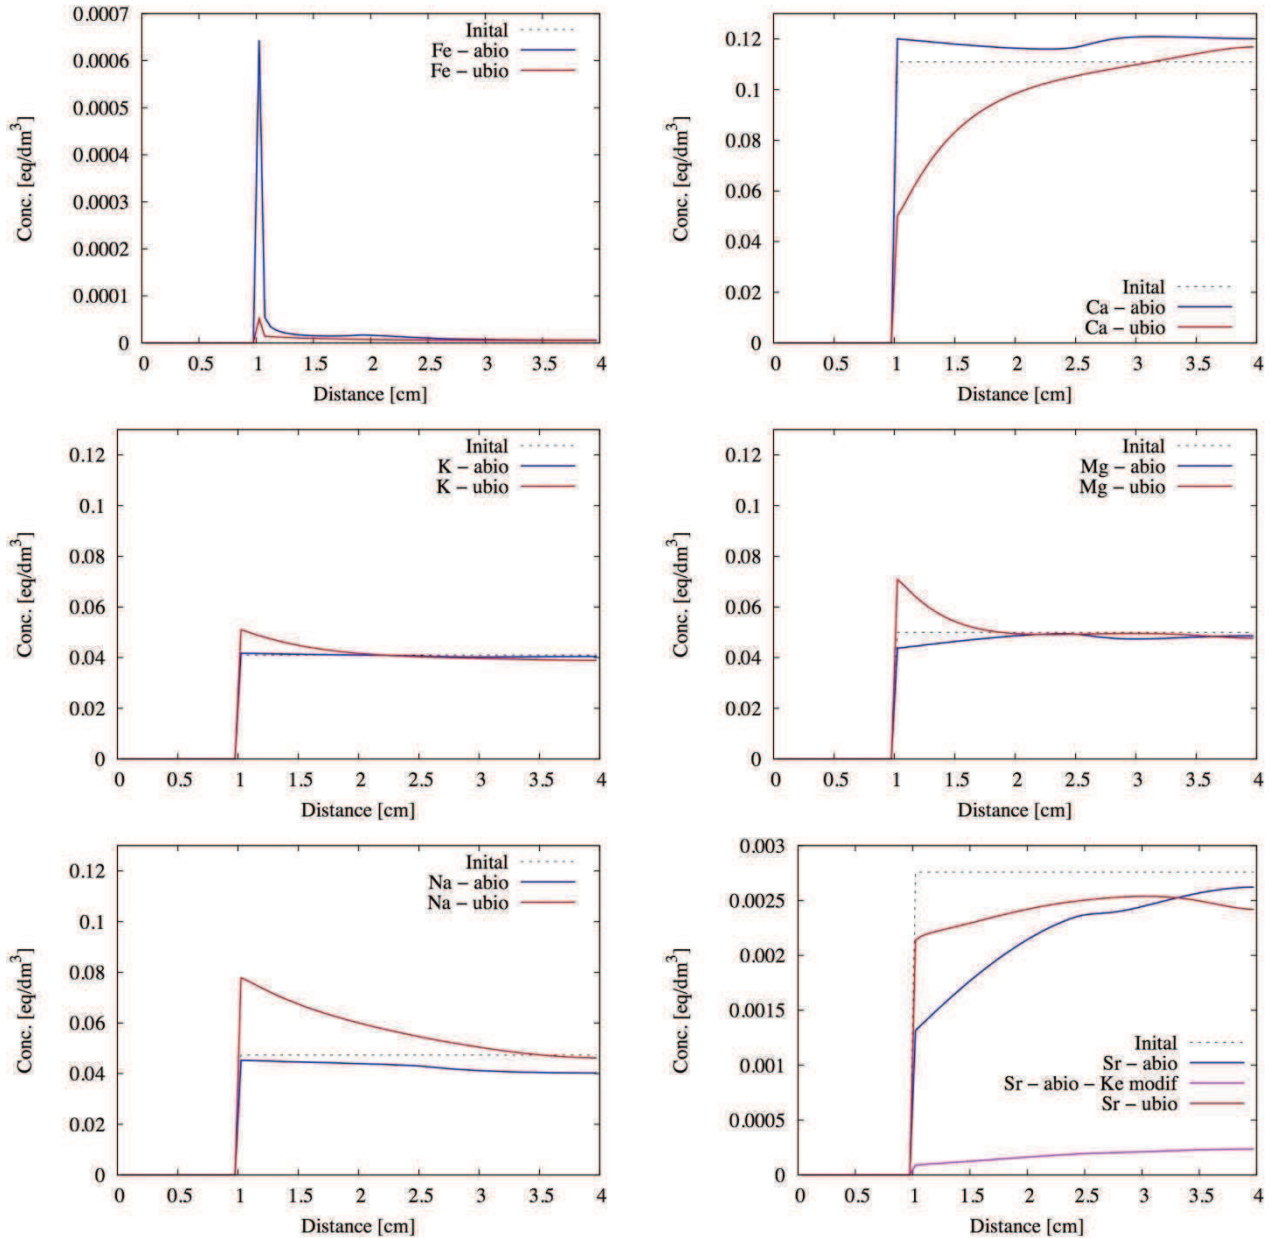 0.0007
0.0006
0.0005
0.0004
0.0003
0.0002
0.0001
0
Conc. [eq/dm3]
Inital
Fe – abio
Fe – ubio
0 0.5 1 1.5 2 2.5 3 3.5 4
Distance [cm]
0.12
0.1
0.08
0.06
0.04
0.02
0
Conc. [eq/dm3]
Inital
Ca – abio
Ca – ubio
0 0.5 1 1.5 2 2.5 3 3.5 4
Distance [cm]
0.12
0.1
0.08
0.06
0.04
0.02
0
Conc. [eq/dm3]
Inital
K – abio
K – ubio
0 0.5 1 1.5 2 2.5 3 3.5 4
Distance [cm]
0.12
0.1
0.08
0.06
0.04
0.02
0
Conc. [eq/dm3]
Inital
Mg – abio
Mg – ubio
0 0.5 1 1.5 2 2.5 3 3.5 4
Distance [cm]
0.12
0.1
0.08
0.06
0.04
0.02
0
Conc. [eq/dm3]
Inital
Na – abio
Na – ubio
0 0.5 1 1.5 2 2.5 3 3.5 4
Distance [cm]
0.003
0.0025
0.002
0.0015
0.001
0.0005
0
Conc. [eq/dm3]
Inital
Sr – abio
Sr – abio – Ke modif
Sr – ubio
0 0.5 1 1.5 2 2.5 3 3.5 4
Distance [cm]